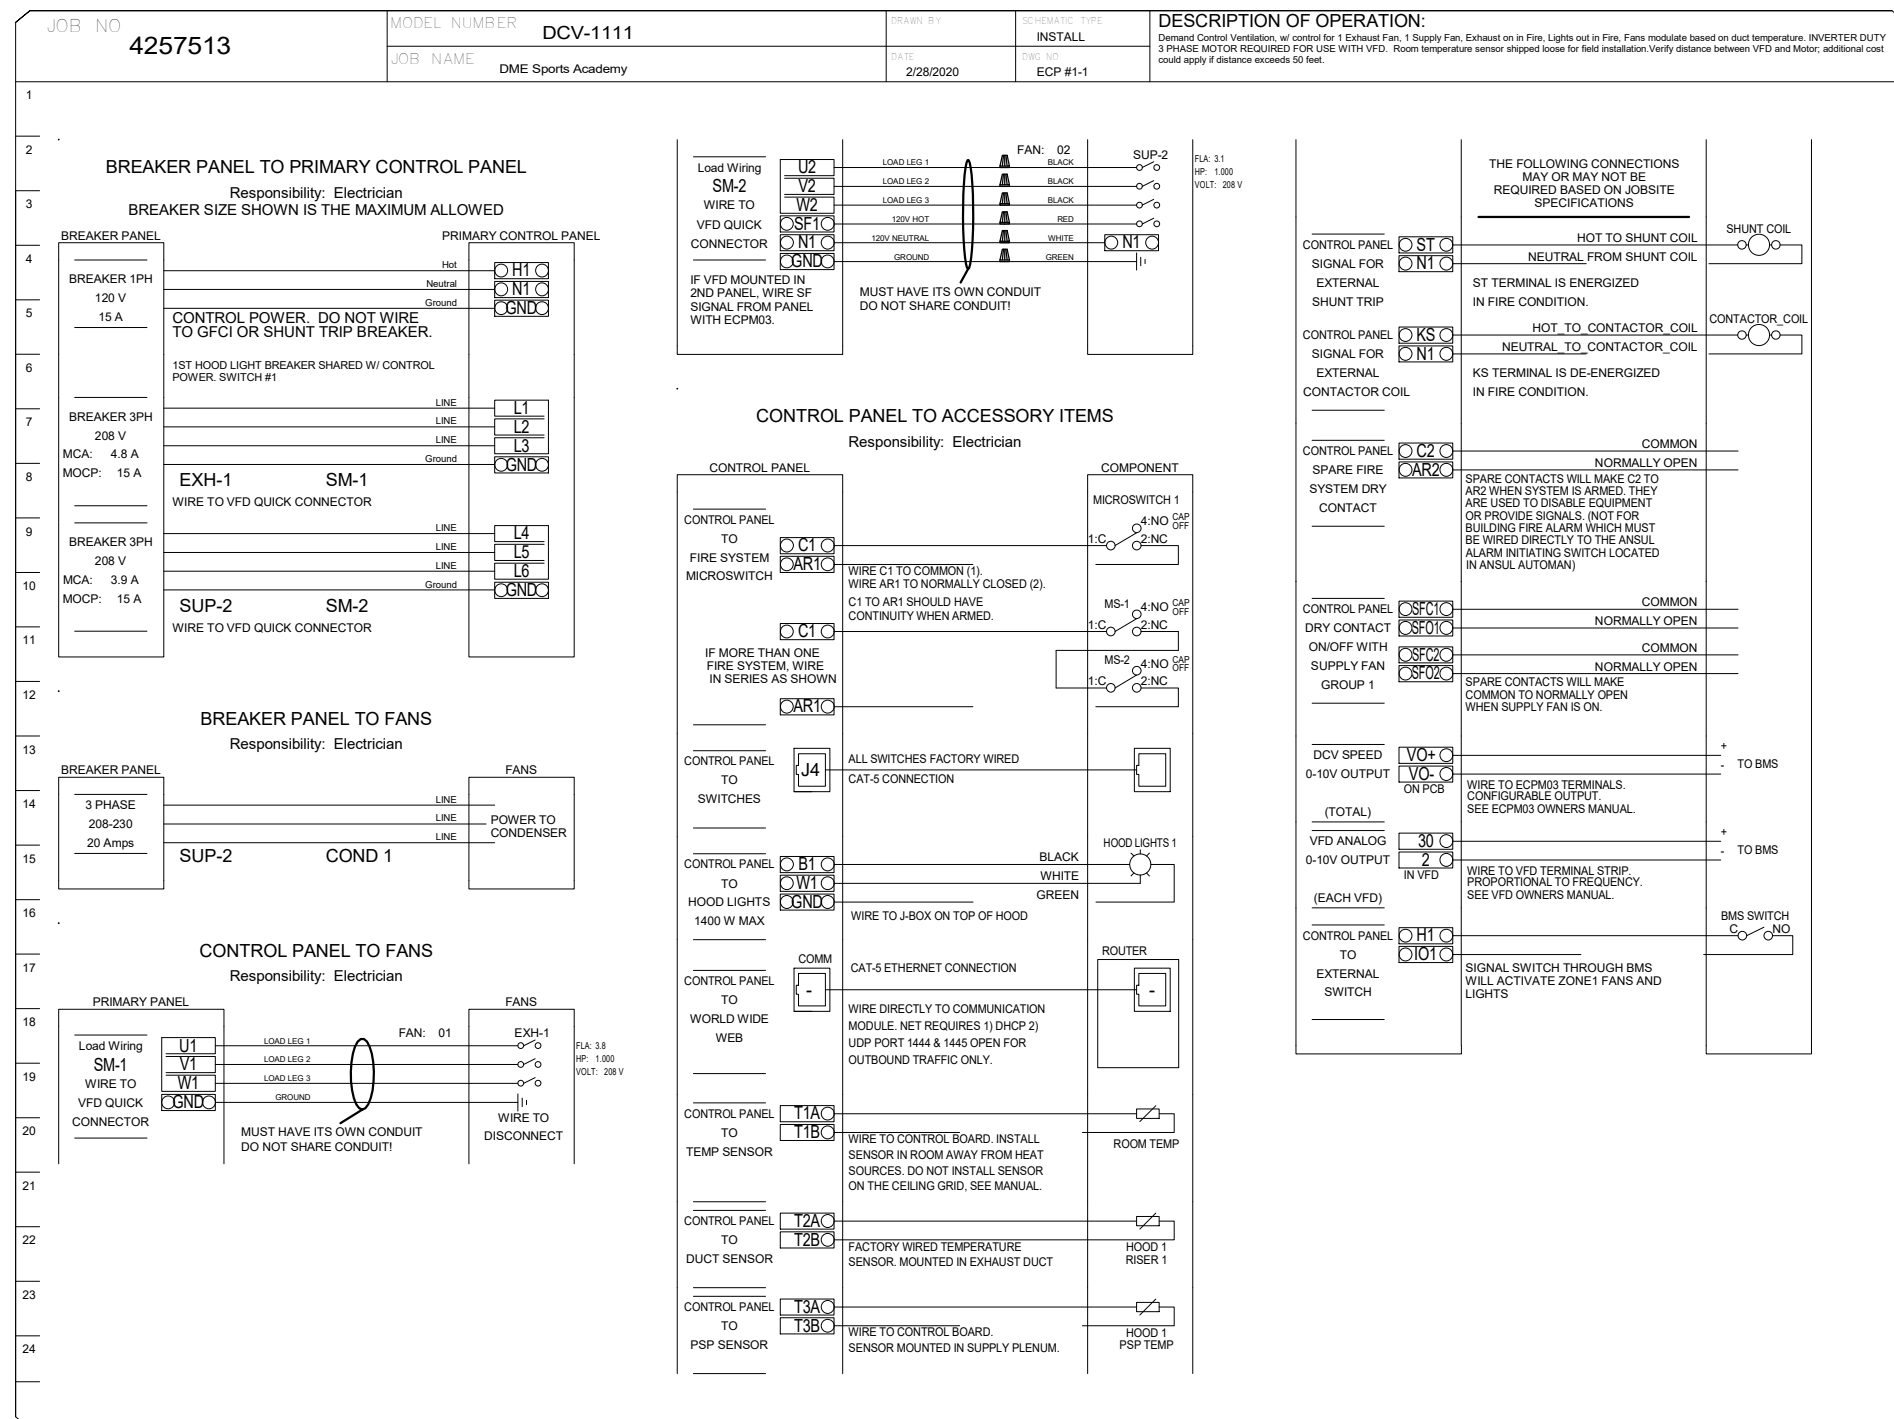 JOB NO
4257513
MODEL NUMBER
DCV-1111
JOB NAME
DME Sports Academy
DRAWN BY
DATE
2/28/2020
SCHEMATIC TYPE
INSTALL
DWG NO
ECP #1-1
DESCRIPTION OF OPERATION:
Demand Control Ventilation, w/ control for 1 Exhaust Fan, 1 Supply Fan, Exhaust on in Fire, Lights out in Fire, Fans modulate based on duct temperature. INVERTER DUTY
3 PHASE MOTOR REQUIRED FOR USE WITH VFD. Room temperature sensor shipped loose for field installation.Verify distance between VFD and Motor; additional cost
could apply if distance exceeds 50 feet.
1
2
3
4
5
6
7
8
9
10
11
12
13
14
15
16
17
18
19
20
21
22
23
24
BREAKER PANEL TO PRIMARY CONTROL PANEL
Responsibility: Electrician
BREAKER SIZE SHOWN IS THE MAXIMUM ALLOWED
BREAKER PANEL
PRIMARY CONTROL PANEL
BREAKER 1PH
120 V
15 A
Hot
H1
Neutral
N1
Ground
GND
CONTROL POWER. DO NOT WIRE
TO GFCI OR SHUNT TRIP BREAKER.
1ST HOOD LIGHT BREAKER SHARED W/ CONTROL
POWER. SWITCH #1
BREAKER 3PH
208 V
MCA: 4.8 A
MOCP: 15 A
LINE
L1
LINE
L2
LINE
L3
Ground
GND
EXH-1
SM-1
WIRE TO VFD QUICK CONNECTOR
BREAKER 3PH
208 V
MCA: 3.9 A
MOCP: 15 A
LINE
L4
LINE
L5
LINE
L6
Ground
GND
SUP-2
SM-2
WIRE TO VFD QUICK CONNECTOR
BREAKER PANEL TO FANS
Responsibility: Electrician
BREAKER PANEL
FANS
3 PHASE
208-230
20 Amps
LINE
LINE
LINE
POWER TO
CONDENSER
SUP-2
COND 1
CONTROL PANEL TO FANS
Responsibility: Electrician
PRIMARY PANEL
FANS
Load Wiring
SM-1
WIRE TO
VFD QUICK
CONNECTOR
U1
V1
W1
GND
LOAD LEG 1
LOAD LEG 2
LOAD LEG 3
GROUND
FAN: 01
EXH-1
FLA: 3.8
HP: 1.000
VOLT: 208 V
WIRE TO
DISCONNECT
MUST HAVE ITS OWN CONDUIT
DO NOT SHARE CONDUIT!
Load Wiring
SM-2
WIRE TO
VFD QUICK
CONNECTOR
U2
V2
W2
SF1
N1
GND
LOAD LEG 1
LOAD LEG 2
LOAD LEG 3
120V HOT
120V NEUTRAL
GROUND
FAN: 02
BLACK
BLACK
BLACK
RED
WHITE
GREEN
SUP-2
N1
FLA: 3.1
HP: 1.000
VOLT: 208 V
IF VFD MOUNTED IN
2ND PANEL, WIRE SF
SIGNAL FROM PANEL
WITH ECPM03.
MUST HAVE ITS OWN CONDUIT
DO NOT SHARE CONDUIT!
CONTROL PANEL TO ACCESSORY ITEMS
Responsibility: Electrician
CONTROL PANEL
COMPONENT
CONTROL PANEL
TO
FIRE SYSTEM
MICROSWITCH
C1
AR1
MICROSWITCH 1
4:NO CAP OFF
1:C
2:NC
WIRE C1 TO COMMON (1).
WIRE AR1 TO NORMALLY CLOSED (2).
C1 TO AR1 SHOULD HAVE
CONTINUITY WHEN ARMED.
C1
MS-1
4:NO CAP OFF
1:C
2:NC
IF MORE THAN ONE
FIRE SYSTEM, WIRE
IN SERIES AS SHOWN
MS-2
4:NO CAP OFF
1:C
2:NC
AR1
CONTROL PANEL
TO
SWITCHES
J4
ALL SWITCHES FACTORY WIRED
CAT-5 CONNECTION
CONTROL PANEL
TO
HOOD LIGHTS
1400 W MAX
B1
W1
GND
BLACK
WHITE
GREEN
HOOD LIGHTS 1
WIRE TO J-BOX ON TOP OF HOOD
CONTROL PANEL
TO
WORLD WIDE
WEB
COMM
-
CAT-5 ETHERNET CONNECTION
ROUTER
-
WIRE DIRECTLY TO COMMUNICATION
MODULE. NET REQUIRES 1) DHCP 2)
UDP PORT 1444 & 1445 OPEN FOR
OUTBOUND TRAFFIC ONLY.
CONTROL PANEL
TO
TEMP SENSOR
T1A
T1B
WIRE TO CONTROL BOARD. INSTALL
SENSOR IN ROOM AWAY FROM HEAT
SOURCES. DO NOT INSTALL SENSOR
ON THE CEILING GRID, SEE MANUAL.
ROOM TEMP
CONTROL PANEL
TO
DUCT SENSOR
T2A
T2B
FACTORY WIRED TEMPERATURE
SENSOR. MOUNTED IN EXHAUST DUCT
HOOD 1
RISER 1
CONTROL PANEL
TO
PSP SENSOR
T3A
T3B
WIRE TO CONTROL BOARD.
SENSOR MOUNTED IN SUPPLY PLENUM.
HOOD 1
PSP TEMP
THE FOLLOWING CONNECTIONS
MAY OR MAY NOT BE
REQUIRED BASED ON JOBSITE
SPECIFICATIONS
CONTROL PANEL
SIGNAL FOR
EXTERNAL
SHUNT TRIP
ST
N1
HOT TO SHUNT COIL
NEUTRAL FROM SHUNT COIL
SHUNT COIL
ST TERMINAL IS ENERGIZED
IN FIRE CONDITION.
CONTROL PANEL
SIGNAL FOR
EXTERNAL
CONTACTOR COIL
KS
N1
HOT_TO_CONTACTOR_COIL
NEUTRAL_TO_CONTACTOR_COIL
CONTACTOR_COIL
KS TERMINAL IS DE-ENERGIZED
IN FIRE CONDITION.
CONTROL PANEL
SPARE FIRE
SYSTEM DRY
CONTACT
C2
AR2
COMMON
NORMALLY OPEN
SPARE CONTACTS WILL MAKE C2 TO
AR2 WHEN SYSTEM IS ARMED. THEY
ARE USED TO DISABLE EQUIPMENT
OR PROVIDE SIGNALS. (NOT FOR
BUILDING FIRE ALARM WHICH MUST
BE WIRED DIRECTLY TO THE ANSUL
ALARM INITIATING SWITCH LOCATED
IN ANSUL AUTOMAN)
CONTROL PANEL
DRY CONTACT
ON/OFF WITH
SUPPLY FAN
GROUP 1
SFC1
SFO1
SFC2
SFO2
COMMON
NORMALLY OPEN
COMMON
NORMALLY OPEN
SPARE CONTACTS WILL MAKE
COMMON TO NORMALLY OPEN
WHEN SUPPLY FAN IS ON.
DCV SPEED
0-10V OUTPUT
(TOTAL)
VO+
VO-
ON PCB
+
-
TO BMS
WIRE TO ECPM03 TERMINALS.
CONFIGURABLE OUTPUT.
SEE ECPM03 OWNERS MANUAL.
VFD ANALOG
0-10V OUTPUT
(EACH VFD)
30
2
IN VFD
+
-
TO BMS
WIRE TO VFD TERMINAL STRIP.
PROPORTIONAL TO FREQUENCY.
SEE VFD OWNERS MANUAL.
CONTROL PANEL
TO
EXTERNAL
SWITCH
H1
IO1
BMS SWITCH
C
NO
SIGNAL SWITCH THROUGH BMS
WILL ACTIVATE ZONE1 FANS AND
LIGHTS